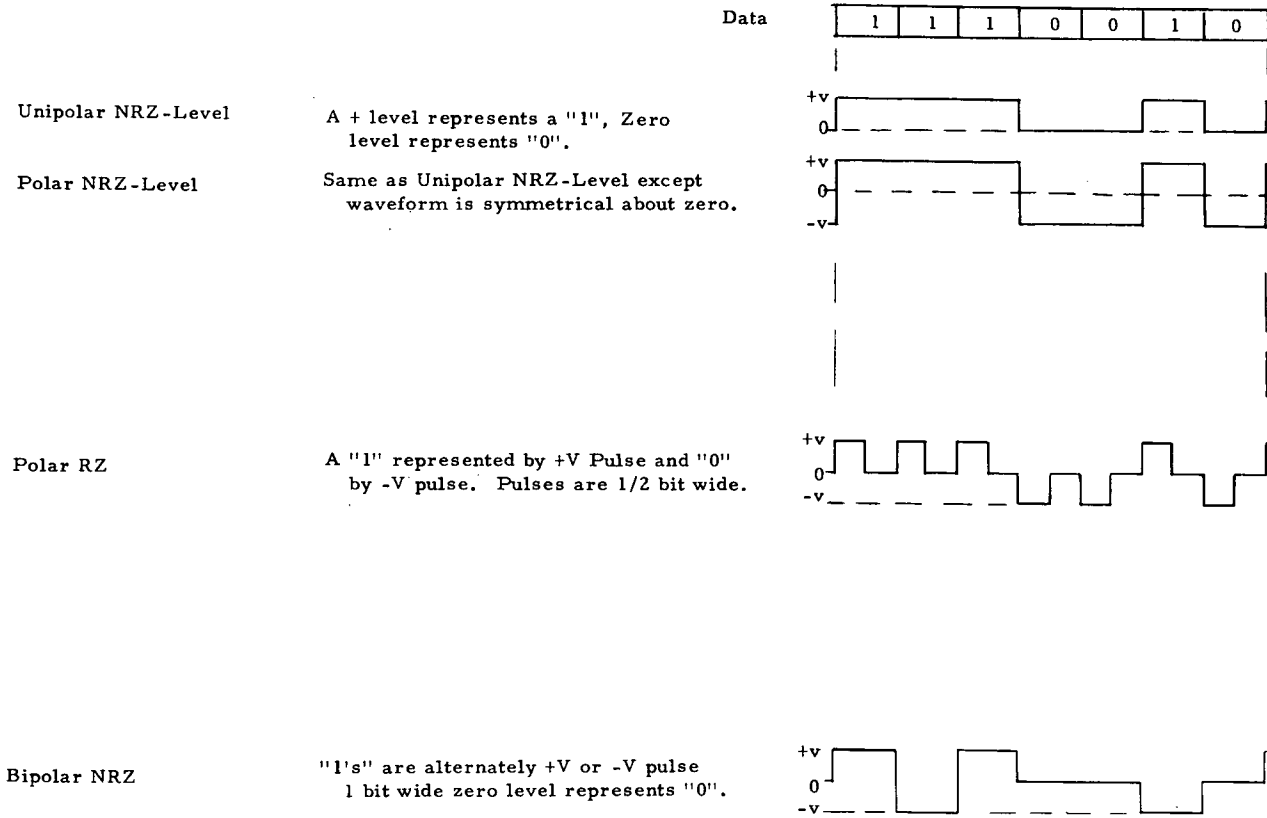 Data 1 1 1 0 0 1 0
Unipolar NRZ-Level
A + level represents a "1", Zero
level represents "0".
+v
0
Polar NRZ-Level
Same as Unipolar NRZ-Level except
waveform is symmetrical about zero.
+v
0
-v
Polar RZ
A "1" represented by +V Pulse and "0"
by -V pulse. Pulses are 1/2 bit wide.
+v
0
-v
Bipolar NRZ
"1's" are alternately +V or -V pulse
1 bit wide zero level represents "0".
+v
0
-v